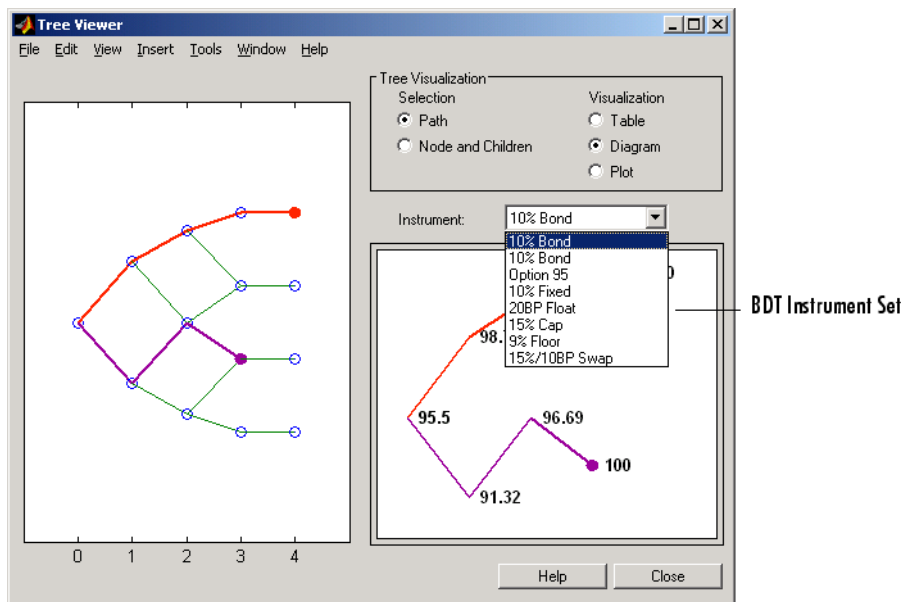 Tree Viewer
File Edit View Insert Tools Window Help
Tree Visualization
Selection Visualization
Path Table
Node and Children Diagram
Plot
Instrument: 10% Bond
10% Bond
10% Bond
Option 95
10% Fixed
20BP Float
15% Cap
9% Floor
15%/10BP Swap
BDT Instrument Set
98.
95.5
96.69
100
91.32
0 1 2 3 4
Help Close